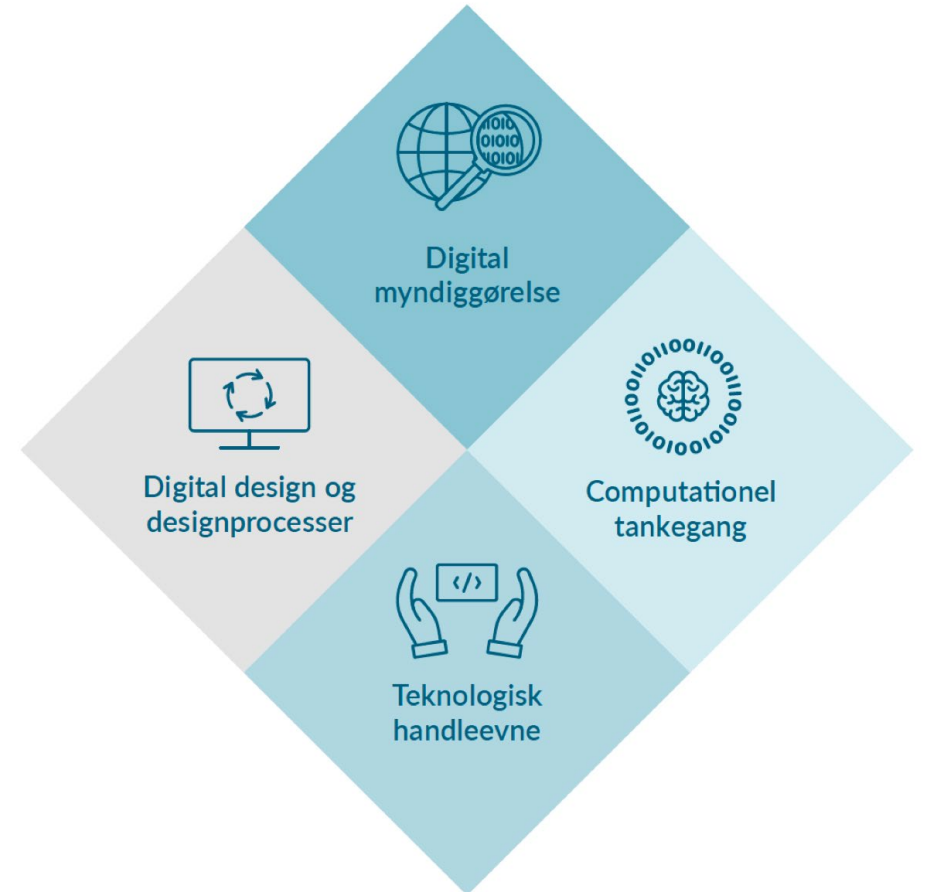 Digital
myndiggørelse
Digital design og
designprocesser
Computationel
tankegang
Teknologisk
handleevne